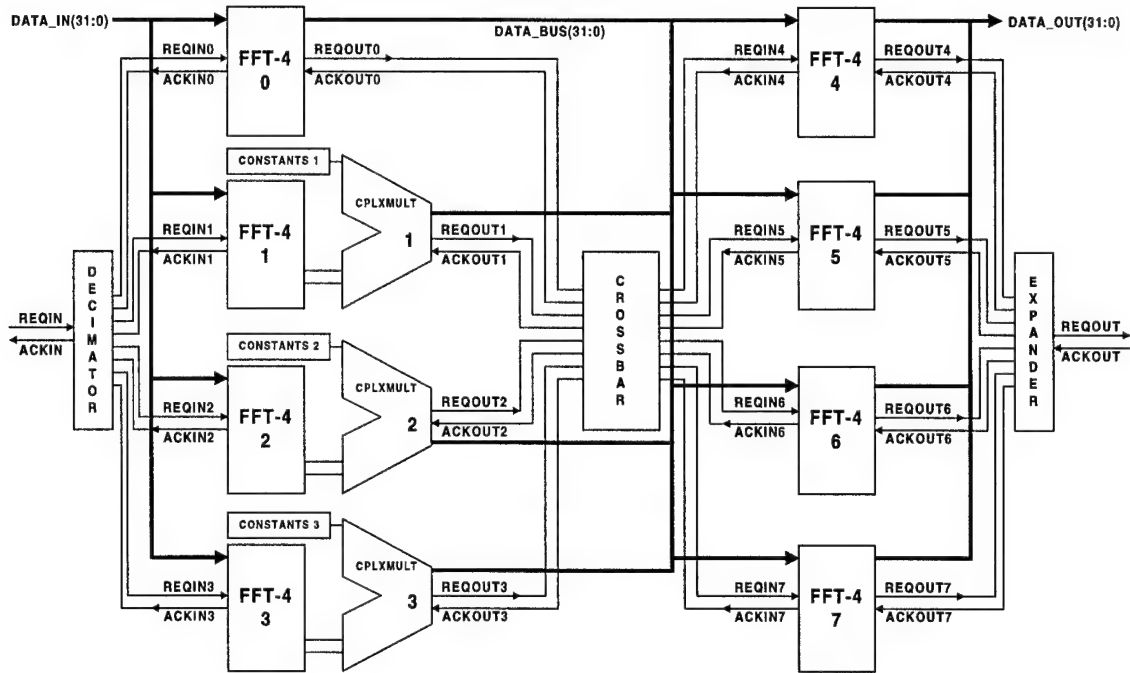 DATA_IN(31:0)
DATA_BUS(31:0)
DATA_OUT(31:0)
REQIN0
ACKIN0
FFT-4
0
REQOUT0
ACKOUT0
REQIN4
ACKIN4
FFT-4
4
REQOUT4
ACKOUT4
CONSTANTS 1
CPLXMULT
1
REQIN1
ACKIN1
FFT-4
1
REQOUT1
ACKOUT1
REQIN5
ACKIN5
FFT-4
5
REQOUT5
ACKOUT5
DECIMATOR
CROSSBAR
EXPANDER
REQIN
ACKIN
REQOUT
ACKOUT
CONSTANTS 2
CPLXMULT
2
REQIN2
ACKIN2
FFT-4
2
REQOUT2
ACKOUT2
REQIN6
ACKIN6
FFT-4
6
REQOUT6
ACKOUT6
CONSTANTS 3
CPLXMULT
3
REQIN3
ACKIN3
FFT-4
3
REQOUT3
ACKOUT3
REQIN7
ACKIN7
FFT-4
7
REQOUT7
ACKOUT7